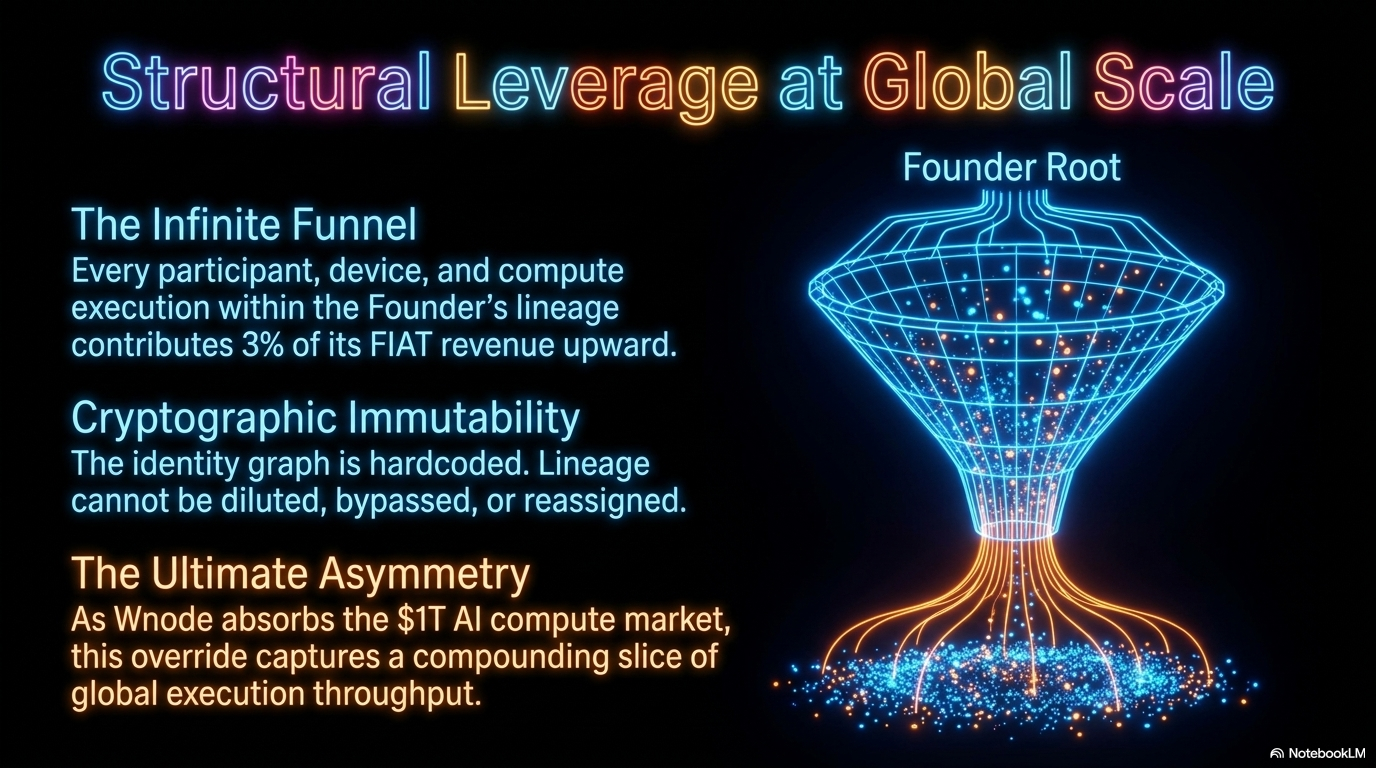 Structural Leverage at Global Scale
Founder Root
The Infinite Funnel
Every participant, device, and compute
execution within the Founder's lineage
contributes 3% of its FIAT revenue upward.
Cryptographic Immutability
The identity graph is hardcoded. Lineage
cannot be diluted, bypassed, or reassigned.
The Ultimate Asymmetry
As Wnode absorbs the $1T AI compute market,
this override captures a compounding slice of
global execution throughput.
NotebookLM